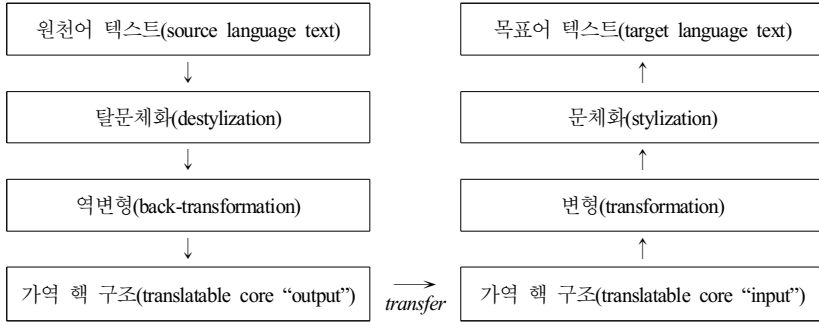 원천어 텍스트(source language text)
목표어 텍스트(target language text)
↓
↑
탈문체화(destylization)
문체화(stylization)
↓
↑
역변형(back-transformation)
변형(transformation)
↓
↑
가역 핵 구조(translatable core “output”)
→
transfer
가역 핵 구조(translatable core “input”)